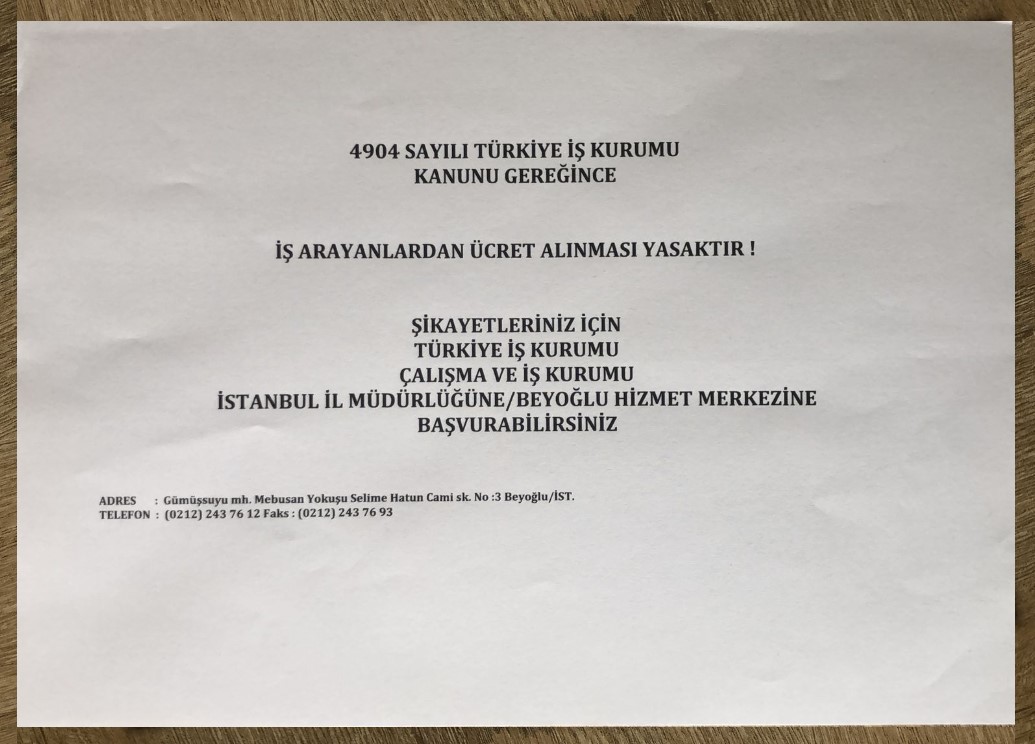 4904 SAYILI TÜRKİYE İŞ KURUMU
KANUNU GEREĞİNCE
İŞ ARAYANLARDAN ÜCRET ALINMASI YASAKTIR !
ŞİKAYETLERİNİZ İÇİN
TÜRKİYE İŞ KURUMU
ÇALIŞMA VE İŞ KURUMU
İSTANBUL İL MÜDÜRLÜĞÜNE/BEYOĞLU HİZMET MERKEZİNE
BAŞVURABİLİRSİNİZ
ADRES : Gümüşsuyu mh. Mebusan Yokuşu Selime Hatun Cami sk. No :3 Beyoğlu/İST.
TELEFON : (0212) 243 76 12 Faks : (0212) 243 76 93